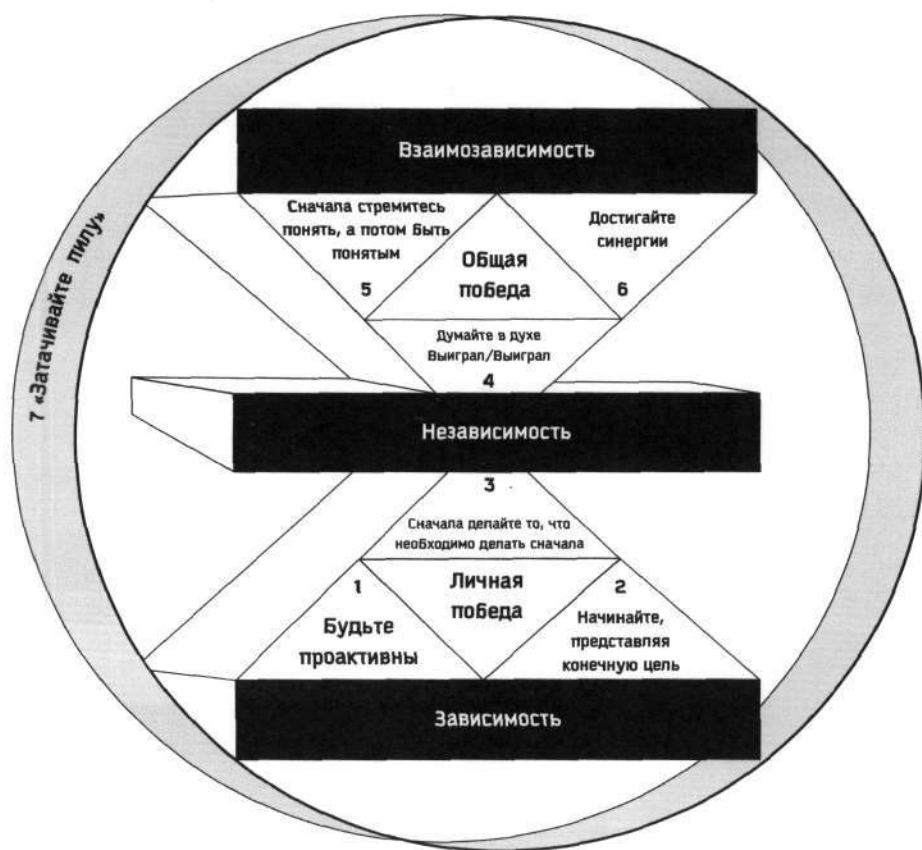 Взаимозависимость
Сначала стремитесь
понять, а потом быть
понятым
5
Общая
победа
Достигайте
синергии
6
Думайте в духе
Выиграл/Выиграл
4
7 «Затачивайте пилу»
Независимость
3
Сначала делайте то, что
необходимо делать сначала
1
Будьте
проактивны
Личная
победа
2
Начинайте,
представляя
конечную цель
Зависимость